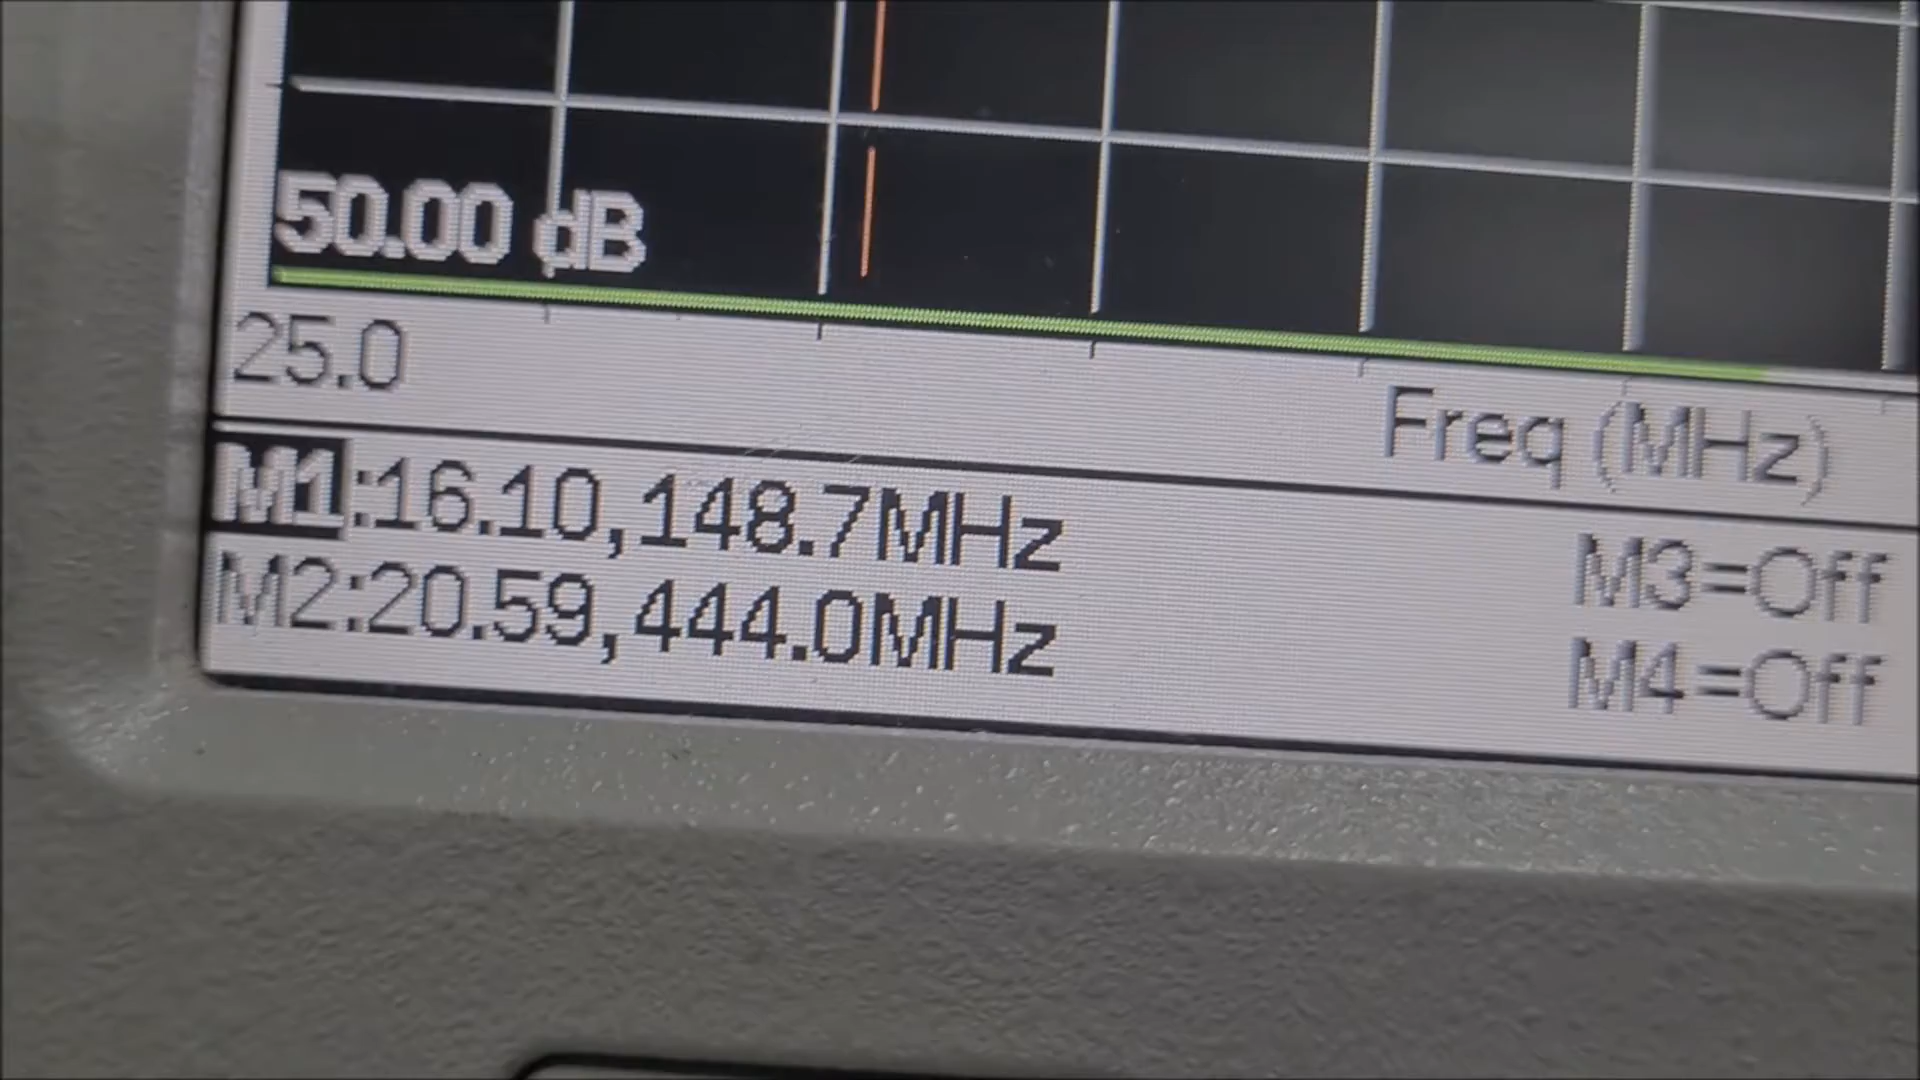 50.00 dB
25.0
Freq (MHz)
M1:16.10,148.7MHz
M3=Off
M2:20.59,444.0MHz
M4=Off